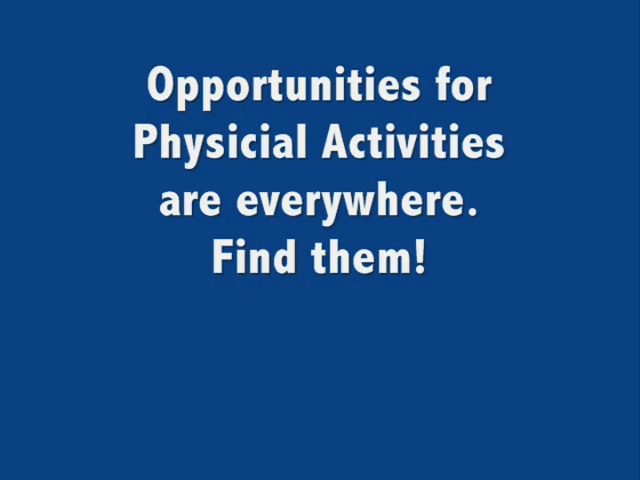 Opportunities for
Physicial Activities
are everywhere.
Find them!